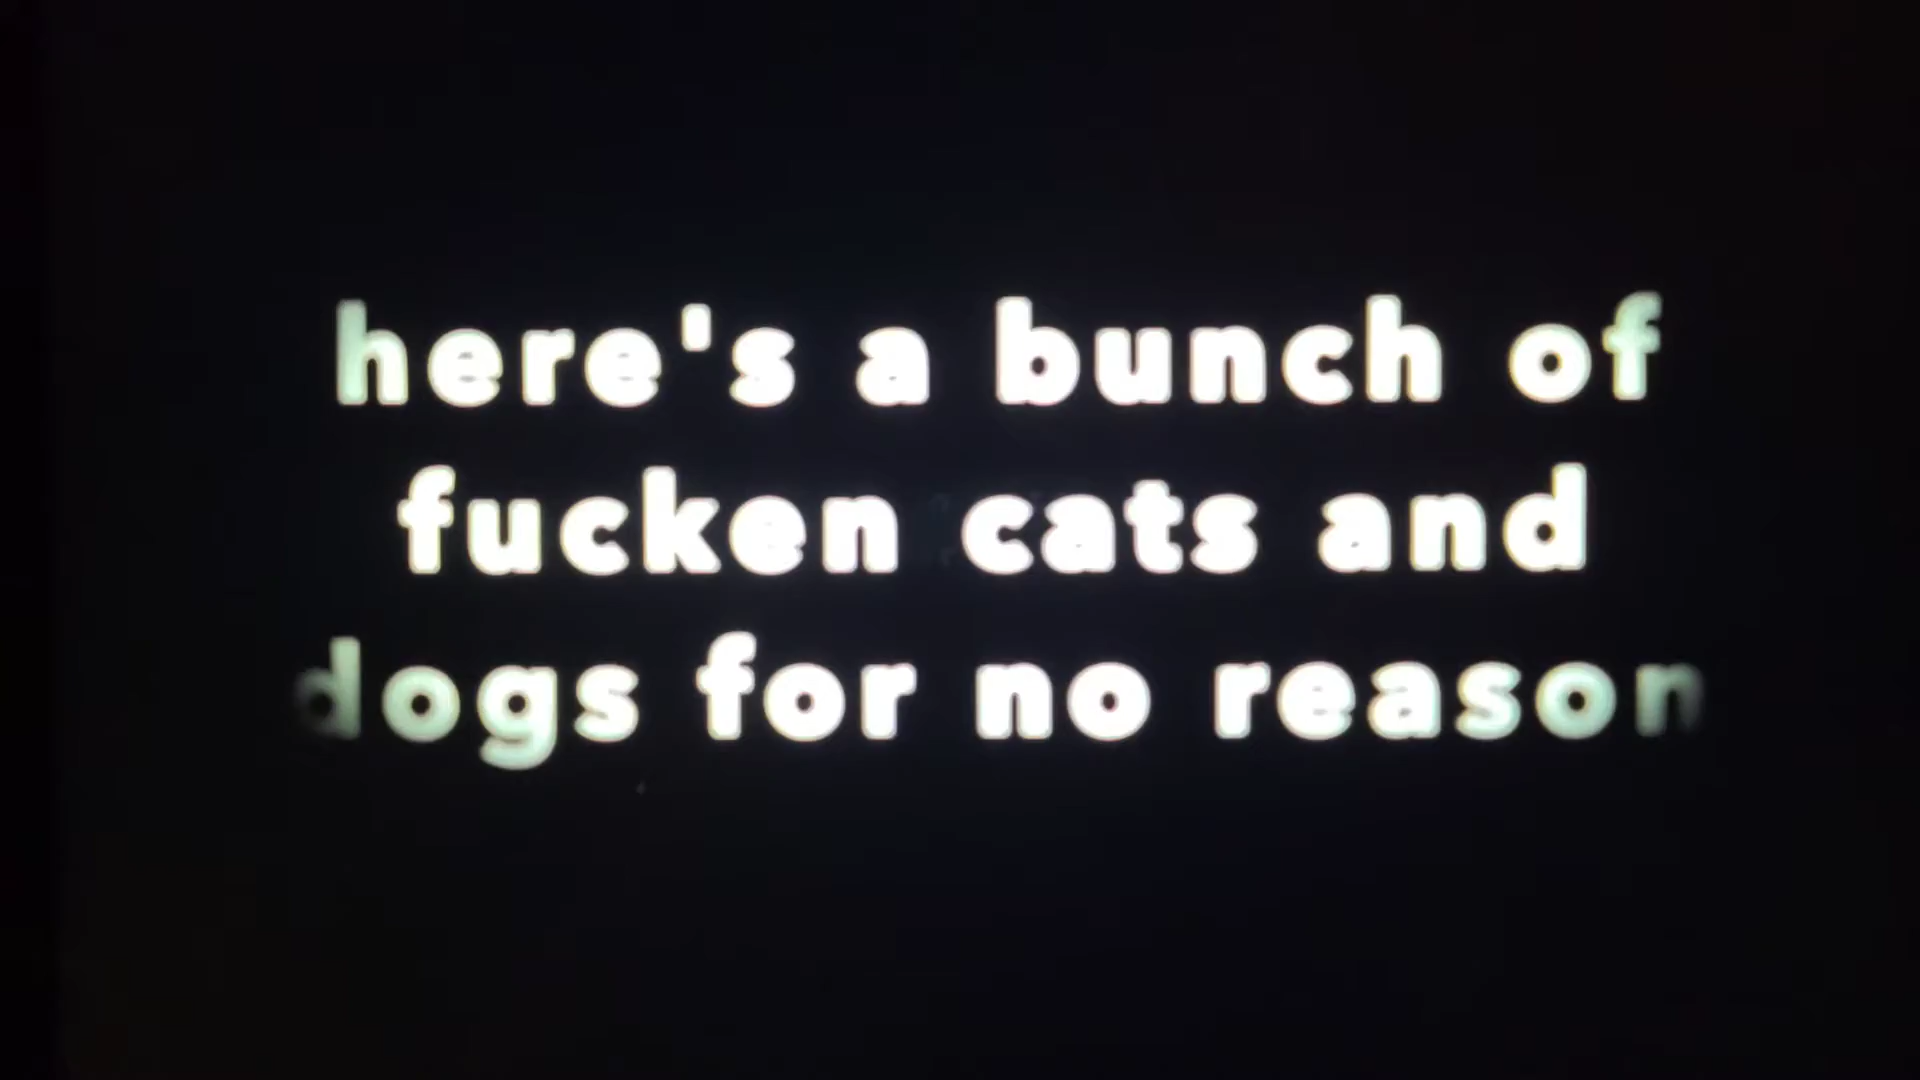 here's a bunch of
fucken cats and
dogs for no reason